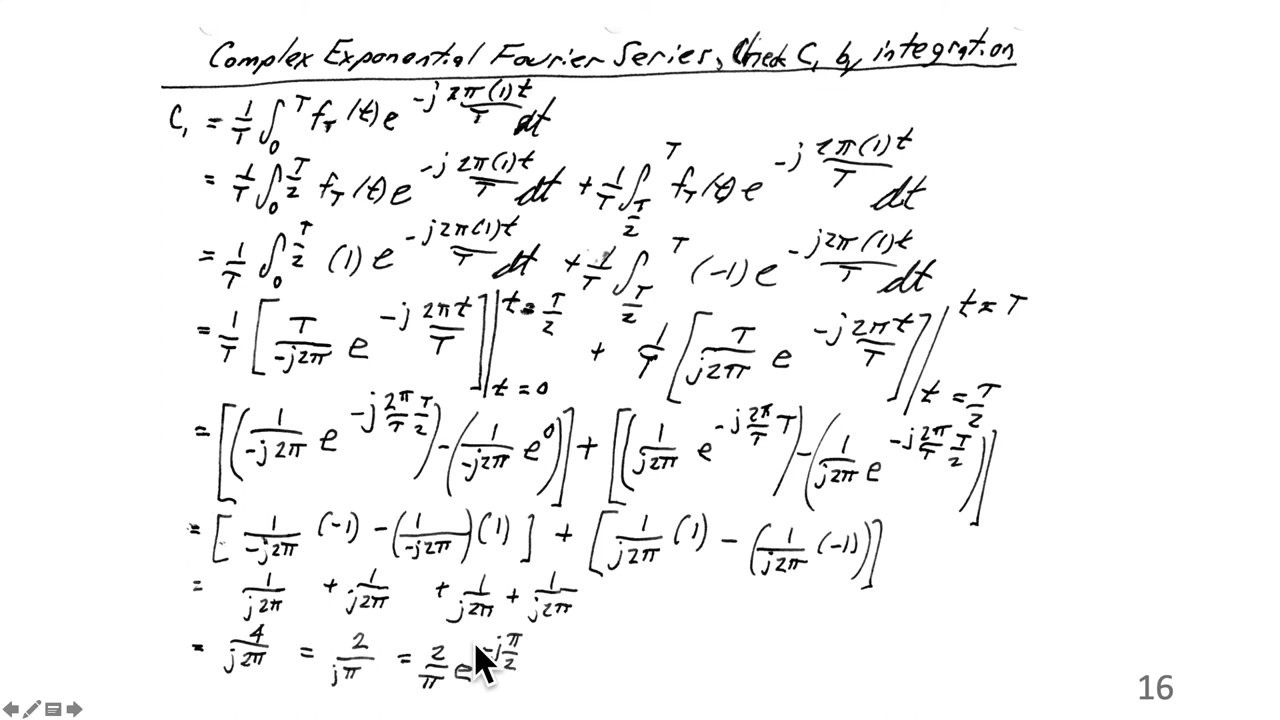 Complex Exponential Fourier Series, Check C₁ by integration
C₁ = 1/T ∫₀^T f_T(t) e^(-j 2π(1)t/T) dt
= 1/T ∫₀^(T/2) f_T(t) e^(-j 2π(1)t/T) dt + 1/T ∫_(T/2)^T f_T(t) e^(-j 2π(1)t/T) dt
= 1/T ∫₀^(T/2) (1) e^(-j2π(1)t/T) dt + 1/T ∫_(T/2)^T (-1) e^(-j2π(1)t/T) dt
= 1/T [T/(-j2π) e^(-j 2πt/T)] |_(t=0)^(t=T/2) + 1/T [T/(j2π) e^(-j 2πt/T)] |_(t=T/2)^(t=T)
= [(1/(-j2π) e^(-j 2π/T T/2)) - (1/(-j2π) e^0)] + [(1/(j2π) e^(-j 2π/T T)) - (1/(j2π) e^(-j 2π/T T/2))]
= [1/(-j2π) (-1) - (1/(-j2π))(1)] + [1/(j2π) (1) - (1/(j2π) (-1))]
= 1/(j2π) + 1/(j2π) + 1/(j2π) + 1/(j2π)
= 4/(j2π) = 2/(jπ) = 2/π e^(-jπ/2)
16